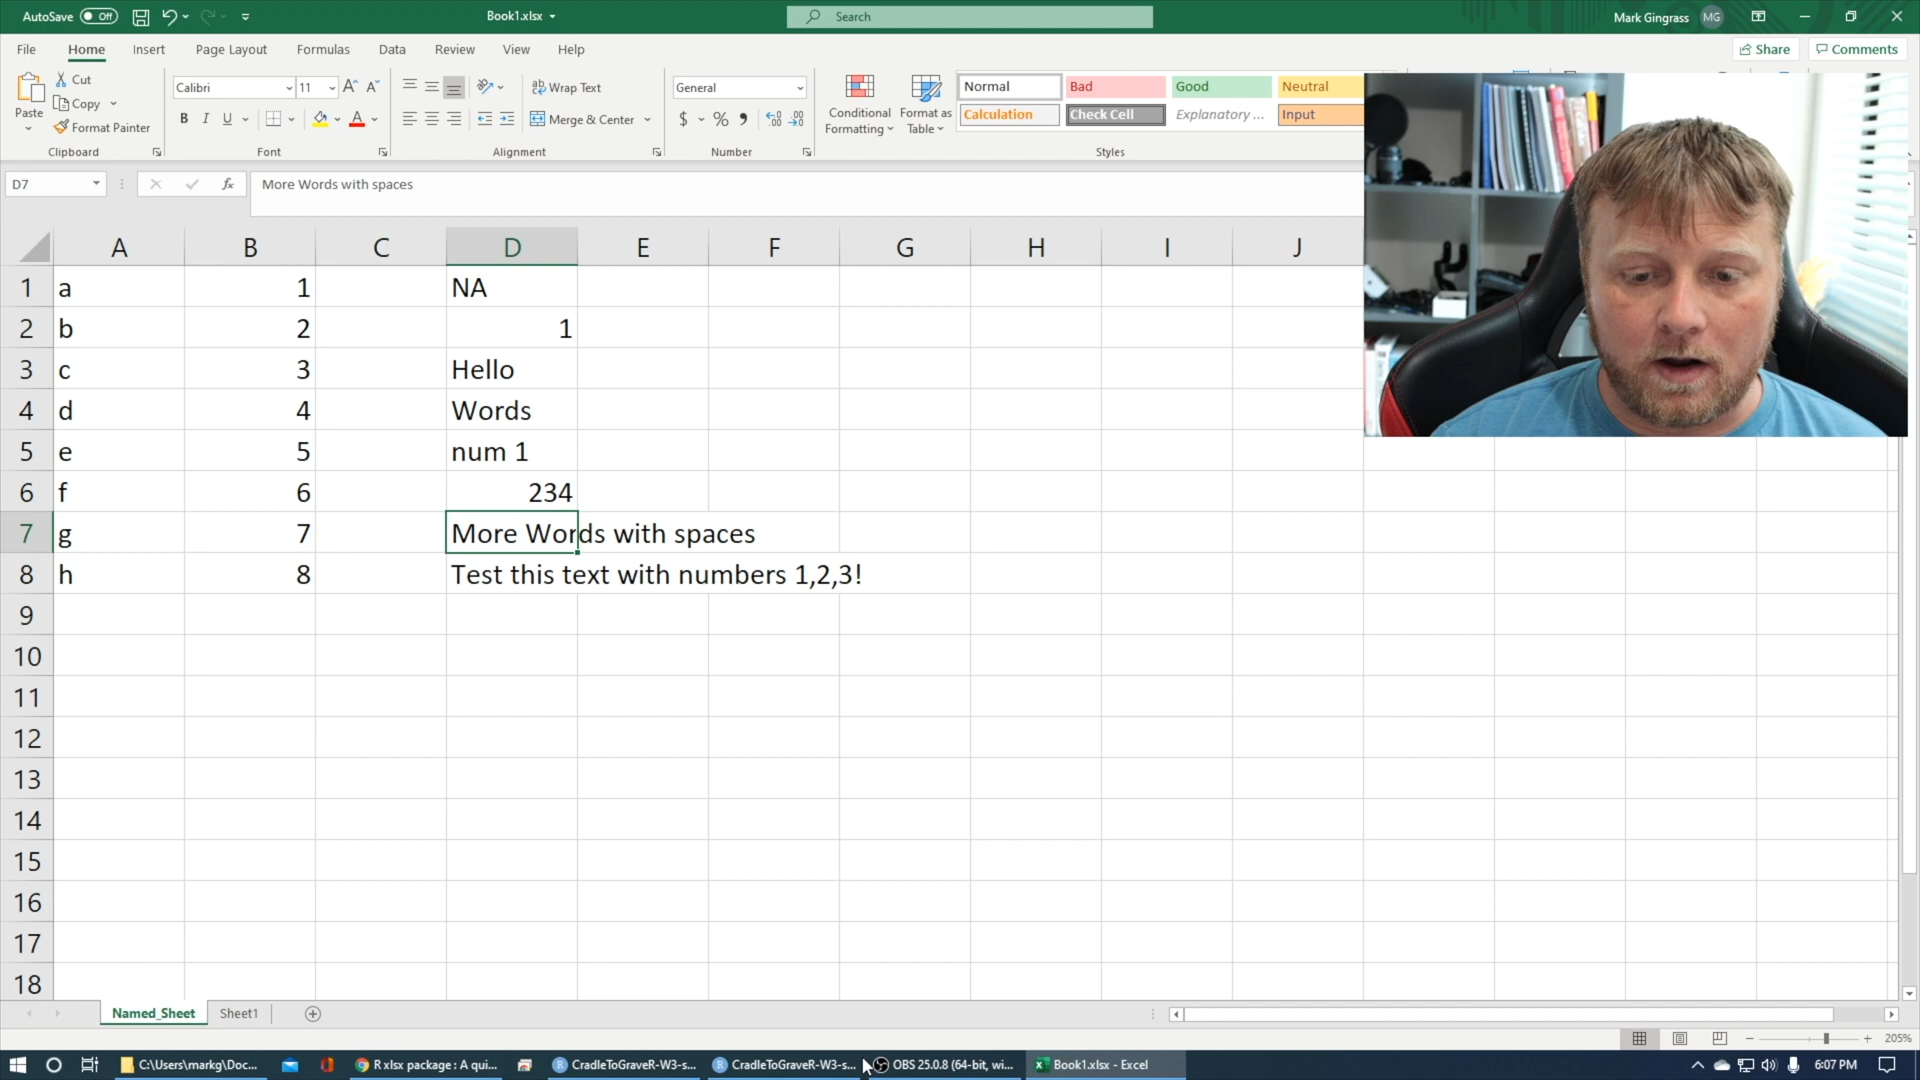 AutoSave Off Book1.xlsx Search Mark Gingrass MG
File Home Insert Page Layout Formulas Data Review View Help Share Comments
Paste Cut Copy Format Painter Clipboard
Calibri 11 A A B I U A Font
ab Wrap Text Merge & Center Alignment
General $ % Number
Conditional Formatting Format as Table
Normal Bad Good Neutral
Calculation Check Cell Explanatory ... Input
Styles
D7 fx More Words with spaces
A B C D E F G H I J
1 a 1 NA
2 b 2 1
3 c 3 Hello
4 d 4 Words
5 e 5 num 1
6 f 6 234
7 g 7 More Words with spaces
8 h 8 Test this text with numbers 1,2,3!
9
10
11
12
13
14
15
16
17
18
Named_Sheet Sheet1
205%
C:\Users\markg\Doc... R xlsx package : A qui... CradleToGraveR-W3-s... CradleToGraveR-W3-s... OBS 25.0.8 (64-bit, wi... Book1.xlsx - Excel 6:07 PM